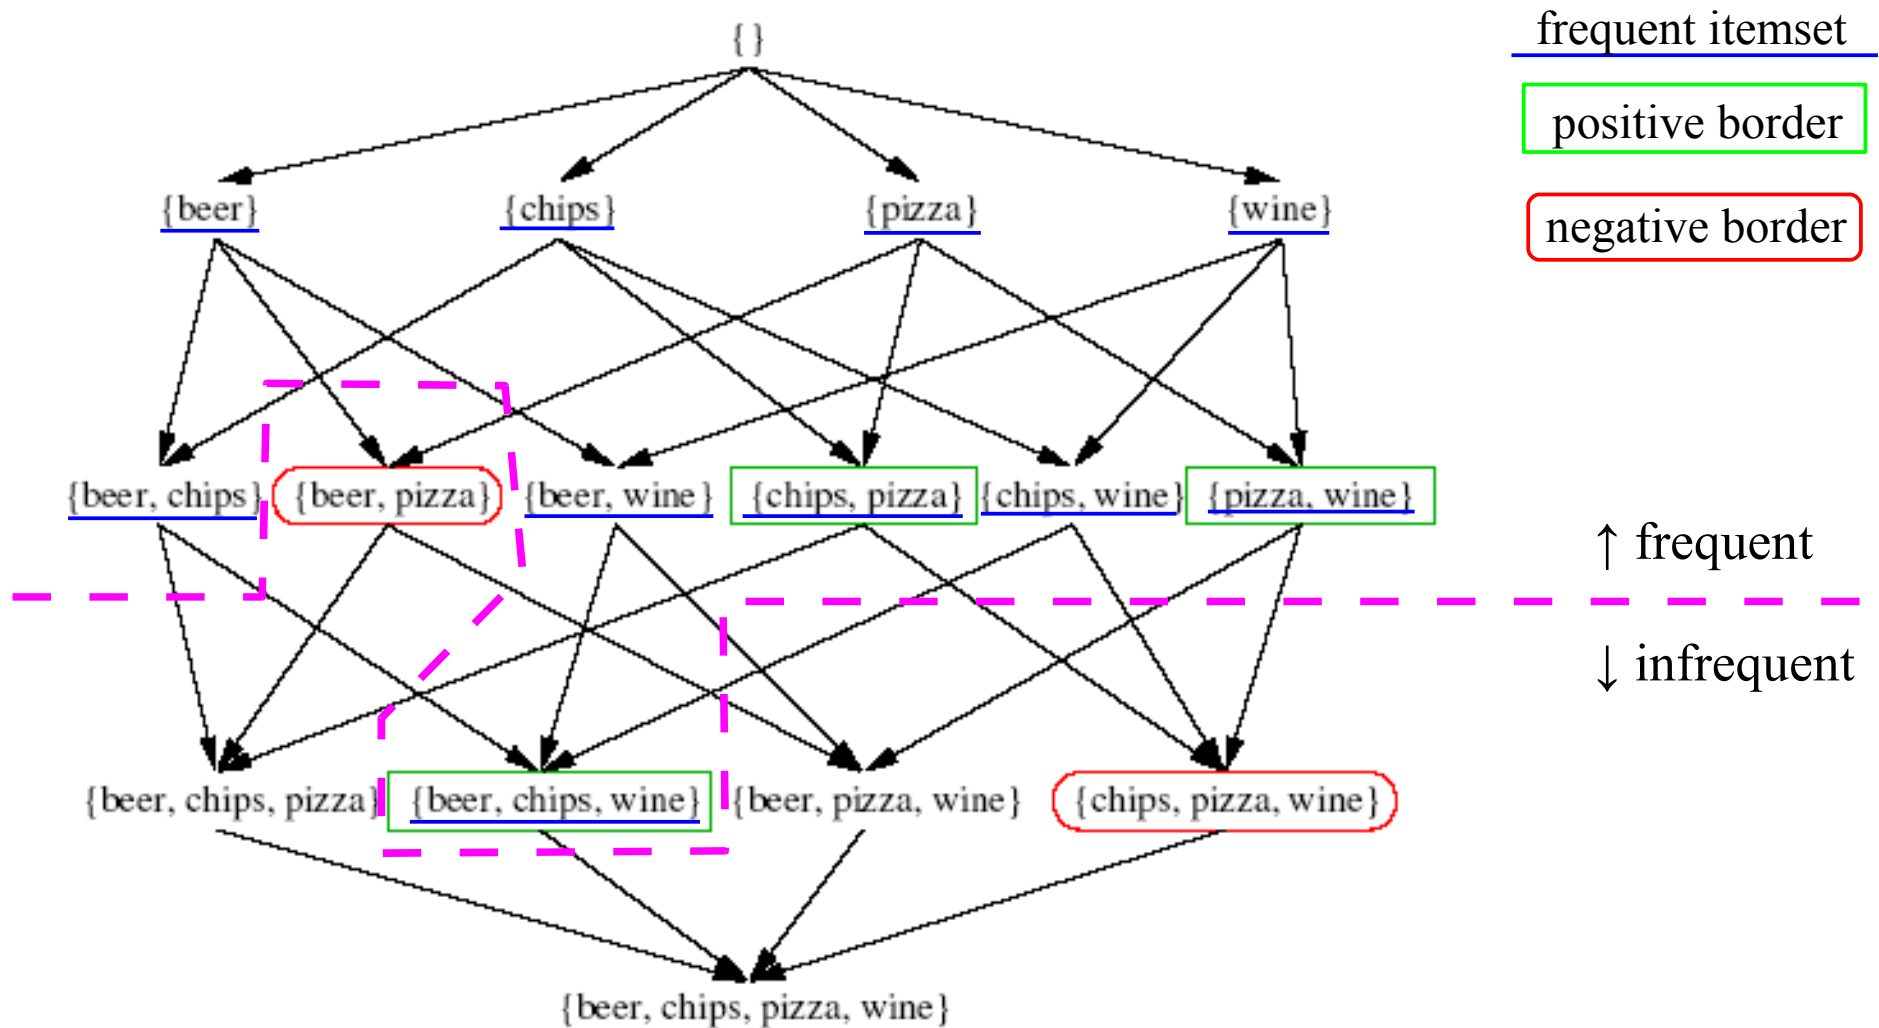 {}
frequent itemset
positive border
{beer} {chips} {pizza} {wine}
negative border
{beer, chips} {beer, pizza} {beer, wine} {chips, pizza} {chips, wine} {pizza, wine}
↑ frequent
↓ infrequent
{beer, chips, pizza} {beer, chips, wine} {beer, pizza, wine} {chips, pizza, wine}
{beer, chips, pizza, wine}